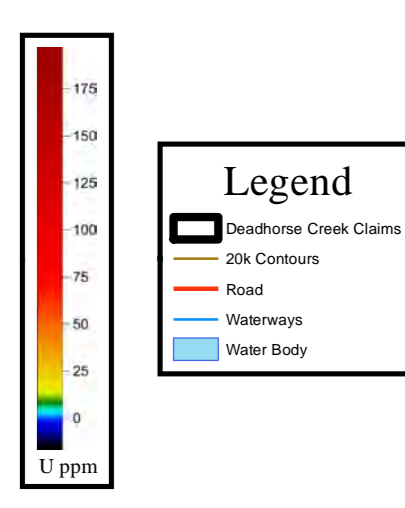 175
150
125
100
75
50
25
0
U ppm
Legend
Deadhorse Creek Claims
20k Contours
Road
Waterways
Water Body